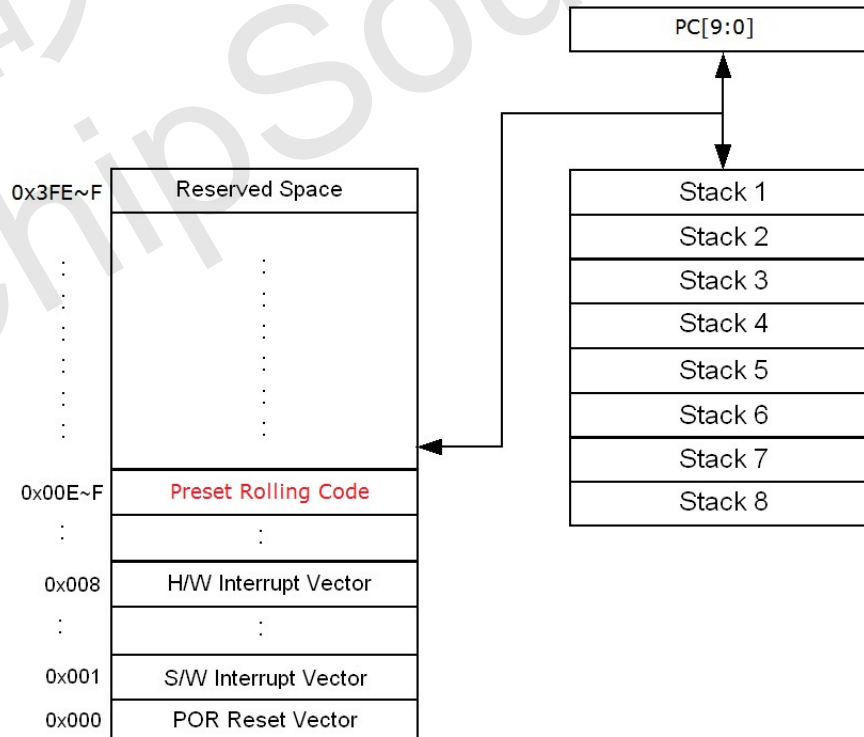 PC[9:0]
0x3FE~F Reserved Space
Stack 1
Stack 2
Stack 3
Stack 4
Stack 5
Stack 6
Stack 7
Stack 8
0x00E~F Preset Rolling Code
0x008 H/W Interrupt Vector
0x001 S/W Interrupt Vector
0x000 POR Reset Vector